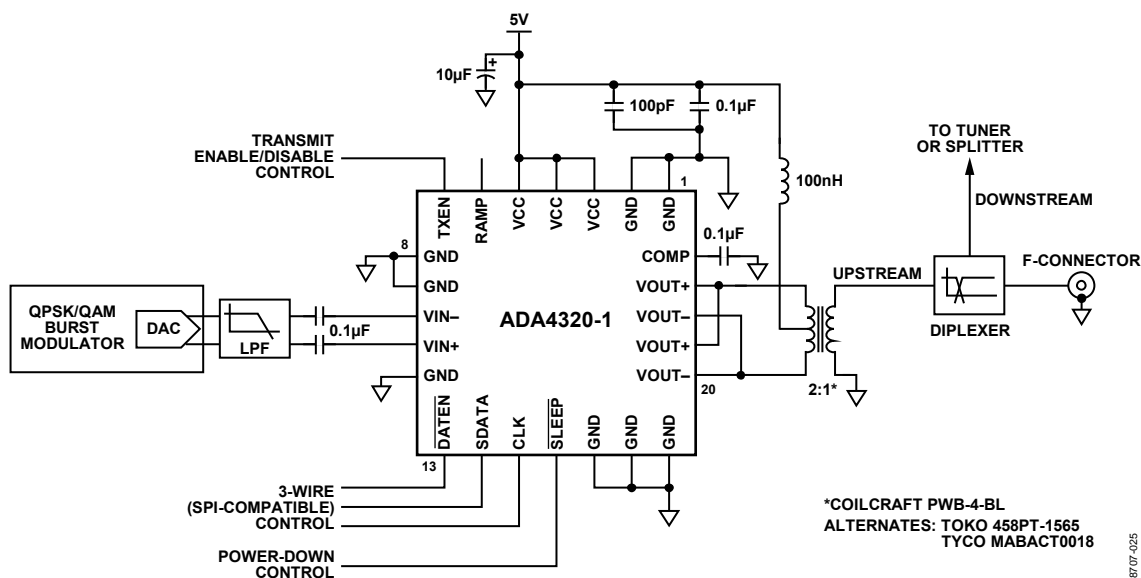 5V
10µF
+
100pF
0.1µF
TRANSMIT
ENABLE/DISABLE
CONTROL
TO TUNER
OR SPLITTER
100nH
DOWNSTREAM
1
TXEN
RAMP
VCC
VCC
VCC
GND
GND
8
GND
GND
VIN–
VIN+
GND
ADA4320-1
COMP
VOUT+
VOUT–
VOUT+
VOUT–
20
0.1µF
UPSTREAM
F-CONNECTOR
DIPLEXER
2:1*
QPSK/QAM
BURST
MODULATOR
DAC
LPF
0.1µF
DATEN
SDATA
CLK
SLEEP
GND
GND
GND
13
3-WIRE
(SPI-COMPATIBLE)
CONTROL
POWER-DOWN
CONTROL
*COILCRAFT PWB-4-BL
ALTERNATES: TOKO 458PT-1565
TYCO MABACT0018
8707-025